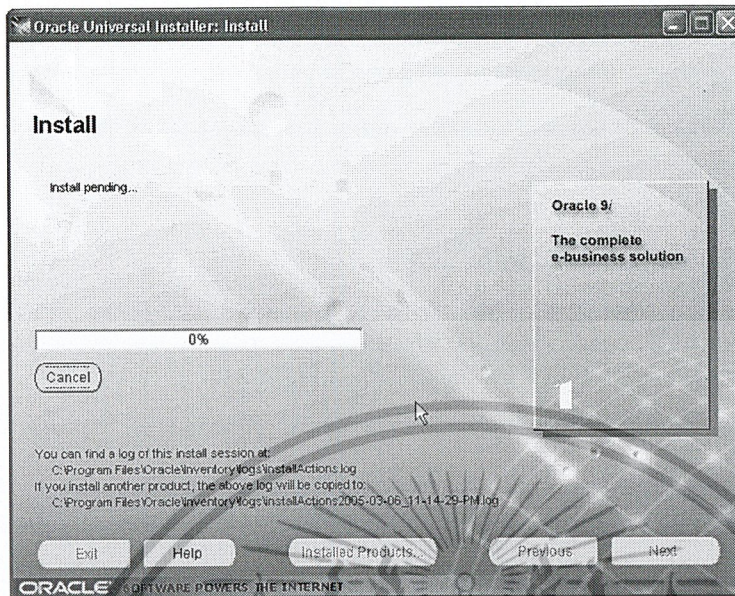 Oracle Universal Installer: Install
Install
Install pending...
Oracle 9i
The complete
e-business solution
0%
Cancel
You can find a log of this install session at:
C:\Program Files\Oracle\Inventory\logs\installActions.log
If you install another product, the above log will be copied to:
C:\Program Files\Oracle\Inventory\logs\installActions2005-03-06_11-14-29-PM.log
Exit
Help
Installed Products...
Previous
Next
ORACLE SOFTWARE POWERS THE INTERNET